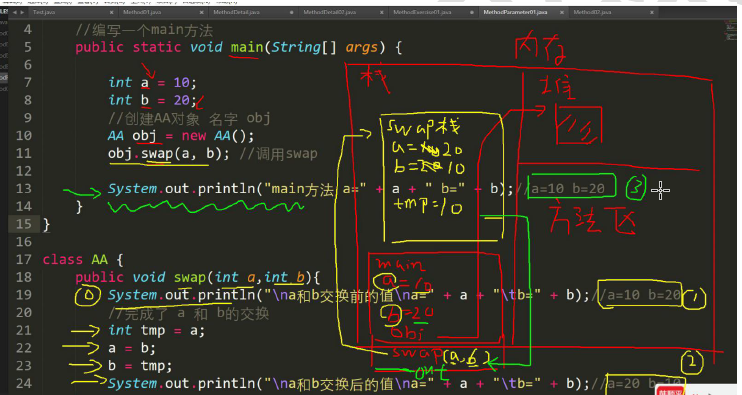 Test.java
Method01.java
MethodDetail.java
MethodDetail02.java
MethodExercise01.java
MethodParameter01.java
Method02.java
4 //编写一个main方法
5 public static void main(String[] args) {
6
7 int a = 10;
8 int b = 20;
9 //创建AA对象 名字 obj
10 AA obj = new AA();
11 obj.swap(a, b); //调用swap
12
13 System.out.println("main方法 a=" + a + " b=" + b);//a=10 b=20 ③
14 }
15 }
16
17 class AA {
18 public void swap(int a,int b){
19 System.out.println("\na和b交换前的值\na=" + a + "\tb=" + b);//a=10 b=20 ①
20 //完成了 a 和 b的交换
21 int tmp = a;
22 a = b;
23 b = tmp;
24 System.out.println("\na和b交换后的值\na=" + a + "\tb=" + b);//a=20 b=10
②
内存
栈
堆
方法区
swap栈
a=10 20
b=20 10
tmp=10
main
a=10
b=20
obj
swap(a,b)
out